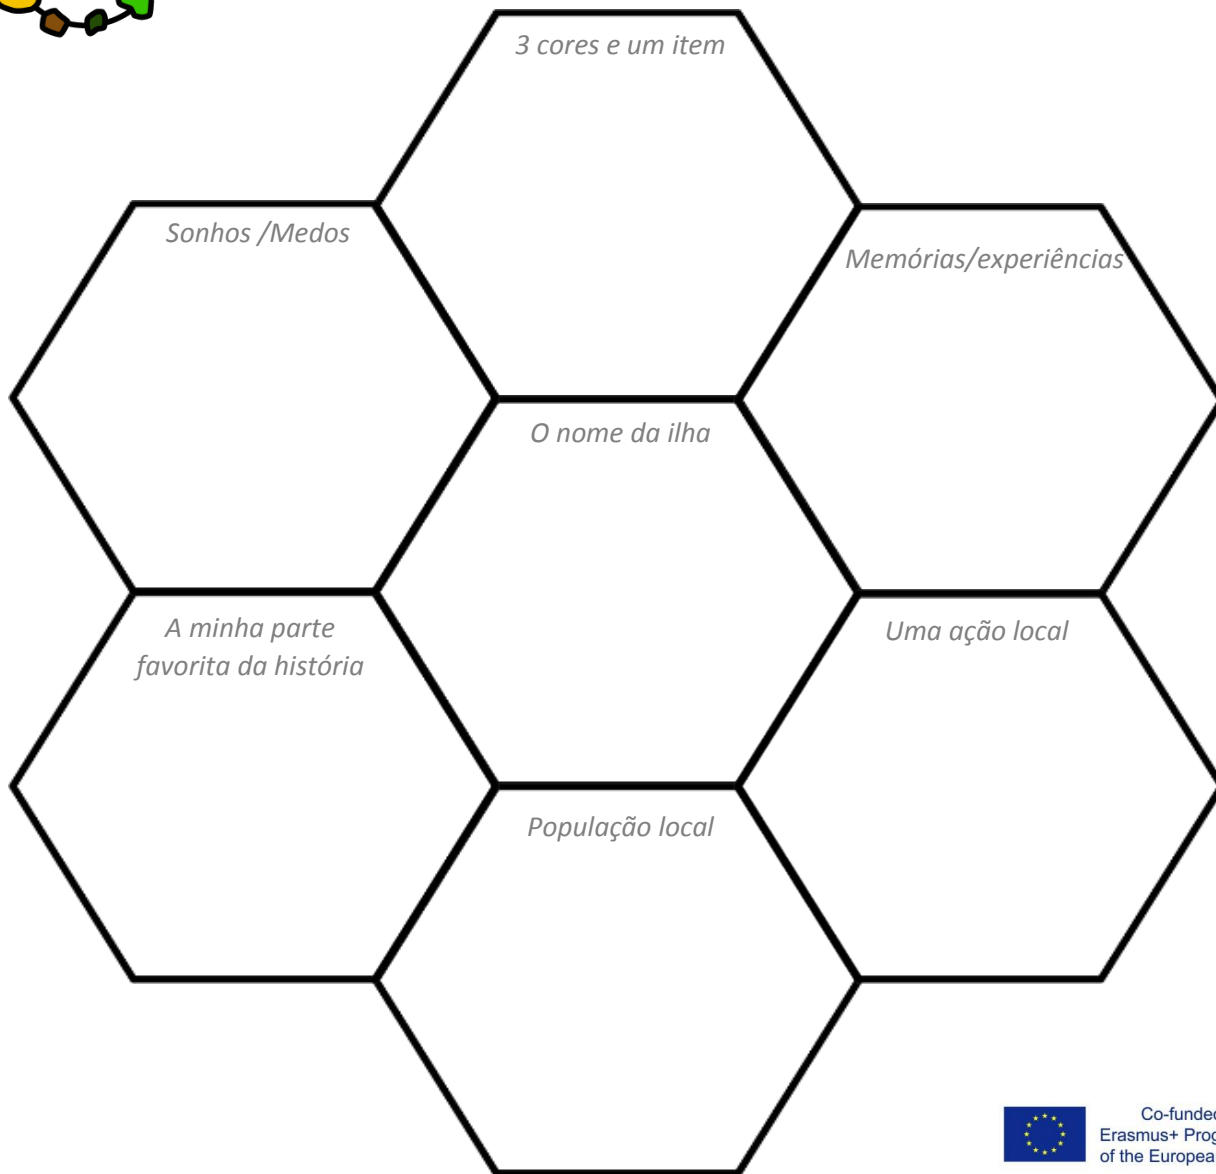 3 cores e um item
Sonhos /Medos
Memórias/experiências
O nome da ilha
A minha parte
favorita da história
Uma ação local
População local
Co-funded
Erasmus+ Prog
of the European